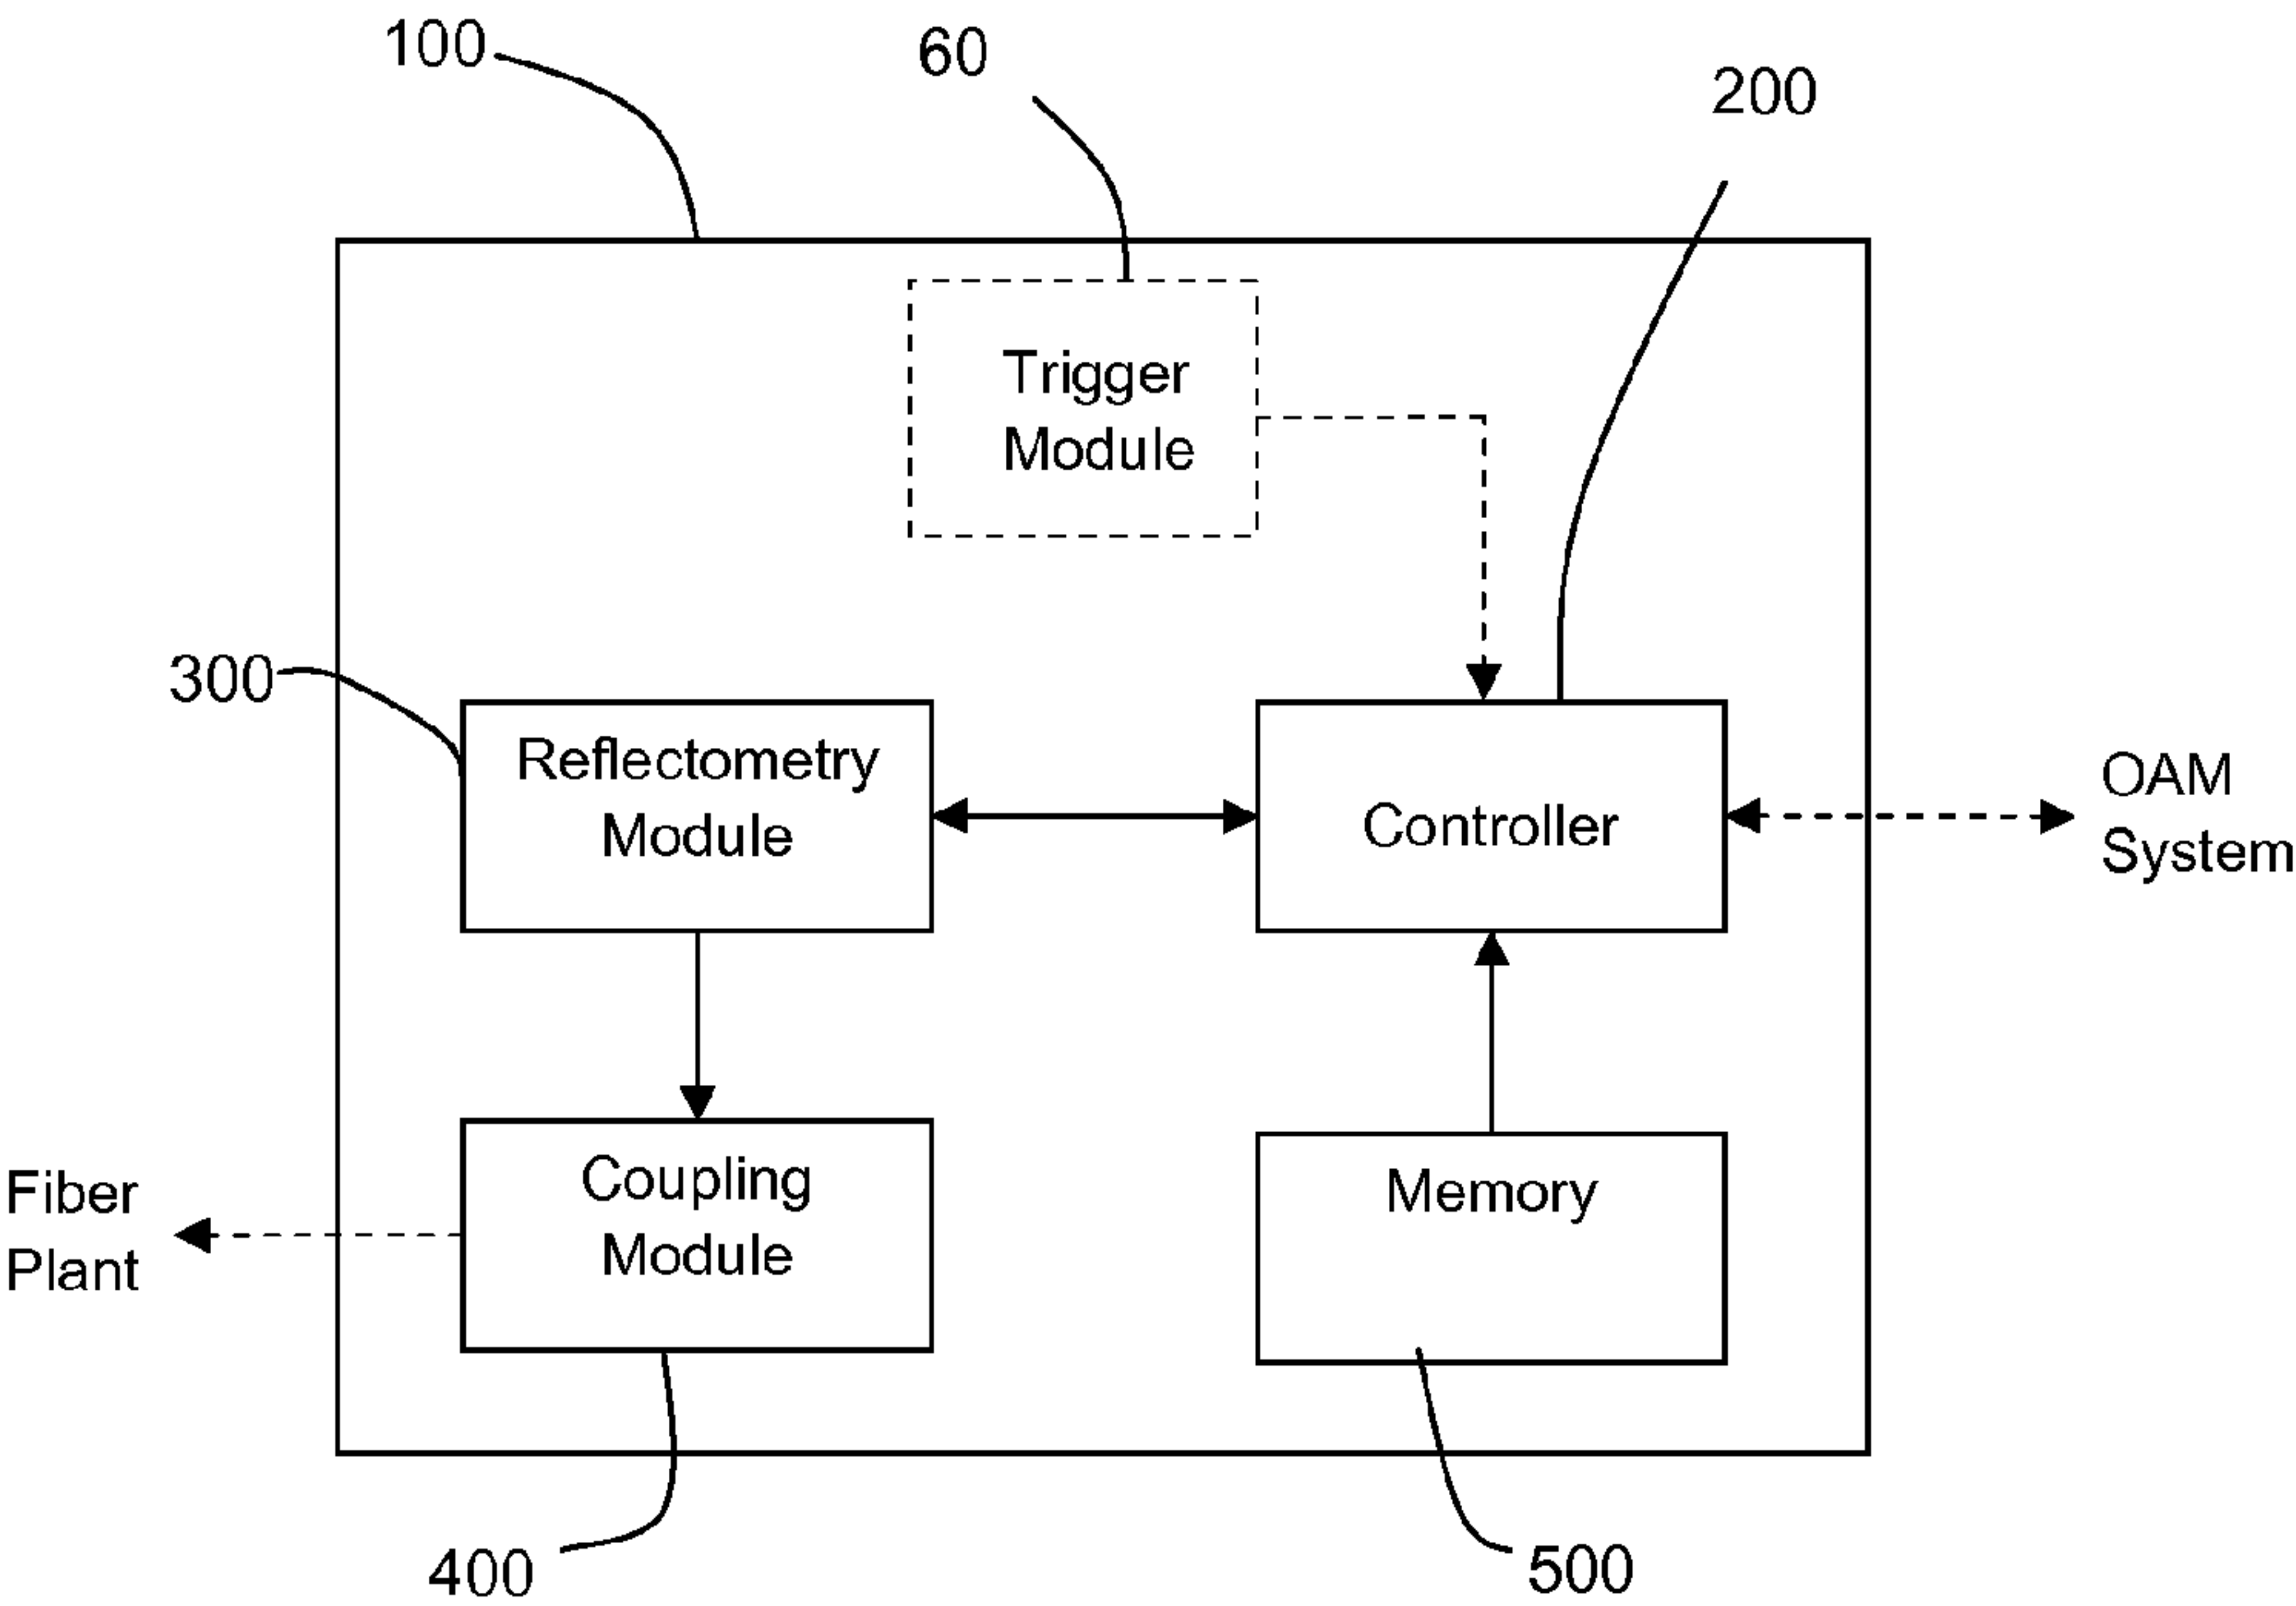 100
60
200
Trigger
Module
300
Reflectometry
Module
Controller
OAM
System
Coupling
Module
Memory
Fiber
Plant
400
500